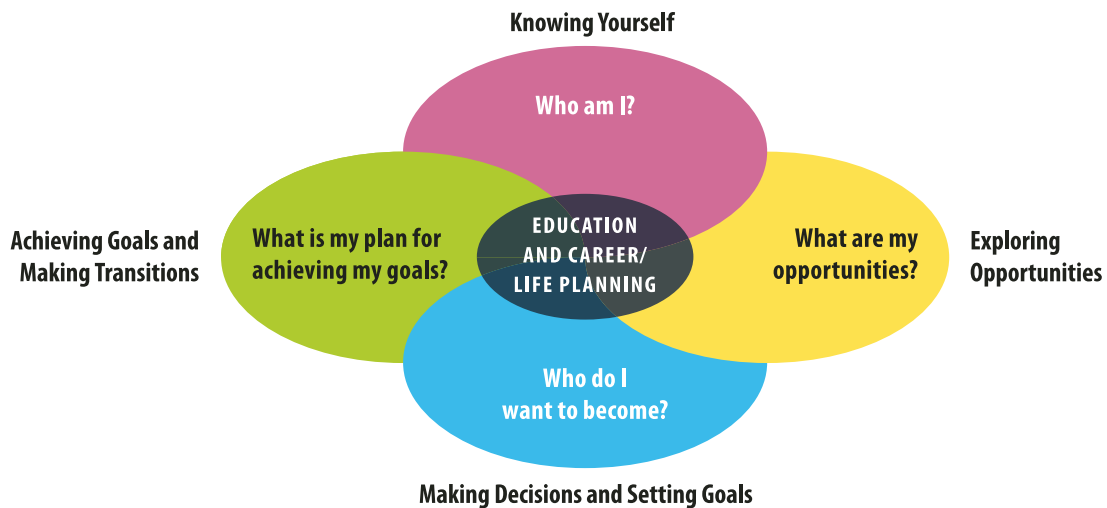 Knowing Yourself
Who am I?
Achieving Goals and
Making Transitions
What is my plan for
achieving my goals?
EDUCATION
AND CAREER/
LIFE PLANNING
What are my
opportunities?
Exploring
Opportunities
Who do I
want to become?
Making Decisions and Setting Goals